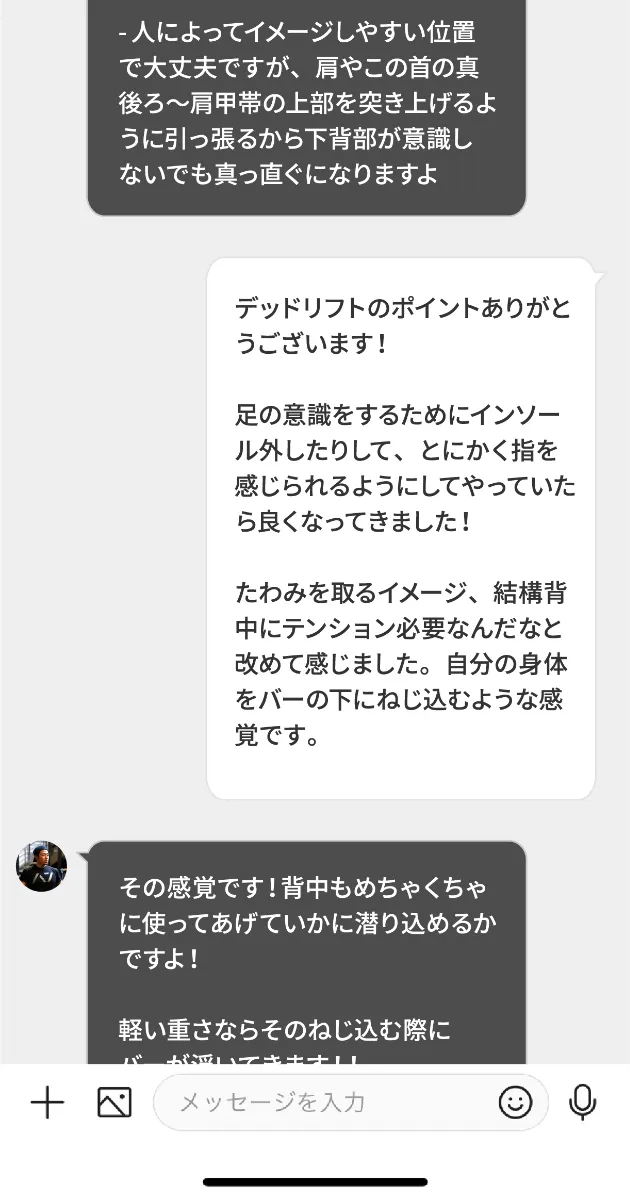 - 人によってイメージしやすい位置
で大丈夫ですが、肩やこの首の真
後ろ〜肩甲帯の上部を突き上げるよ
うに引っ張るから下背部が意識し
ないでも真っ直ぐになりますよ
デッドリフトのポイントありがと
うございます！
足の意識をするためにインソー
ル外したりして、とにかく指を
感じられるようにしてやっていた
ら良くなってきました！
たわみを取るイメージ、結構背
中にテンション必要なんだなと
改めて感じました。自分の身体
をバーの下にねじ込むような感
覚です。
その感覚です！背中もめちゃくちゃ
に使ってあげていかに潜り込めるか
ですよ！
軽い重さならそのねじ込む際に
バーが浮いてきます！！
メッセージを入力